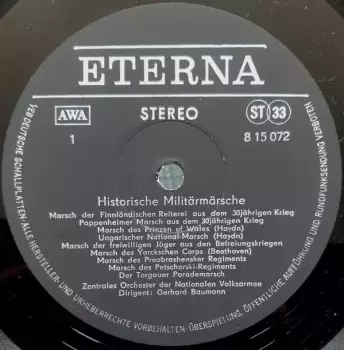 ETERNA
AWA
STEREO
ST 33
1
8 15 072
Historische Militärmärsche
Marsch der Finnländischen Reiterei aus dem 30jährigen Krieg
Pappenheimer Marsch aus dem 30jährigen Krieg
Marsch des Prinzen of Wales (Haydn)
Ungarischer National-Marsch (Haydn)
Marsch der freiwilligen Jäger aus den Befreiungskriegen
Marsch des Yorckschen Corps (Beethoven)
Marsch des Preobrashensker Regiments
Marsch des Petschorski-Regiments
Der Torgauer Parademarsch
Zentrales Orchester der Nationalen Volksarmee
Dirigent: Gerhard Baumann
VEB DEUTSCHE SCHALLPLATTEN ALLE HERSTELLER- UND URHEBERRECHTE VORBEHALTEN · ÜBERSPIELUNG, ÖFFENTLICHE AUFFÜHRUNG UND RUNDFUNKSENDUNG VERBOTEN